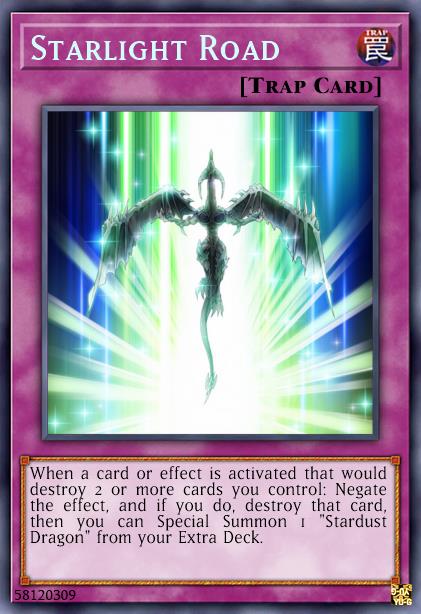 Starlight Road
TRAP
罠
[Trap Card]
When a card or effect is activated that would
destroy 2 or more cards you control: Negate
the effect, and if you do, destroy that card,
then you can Special Summon 1 "Stardust
Dragon" from your Extra Deck.
58120309